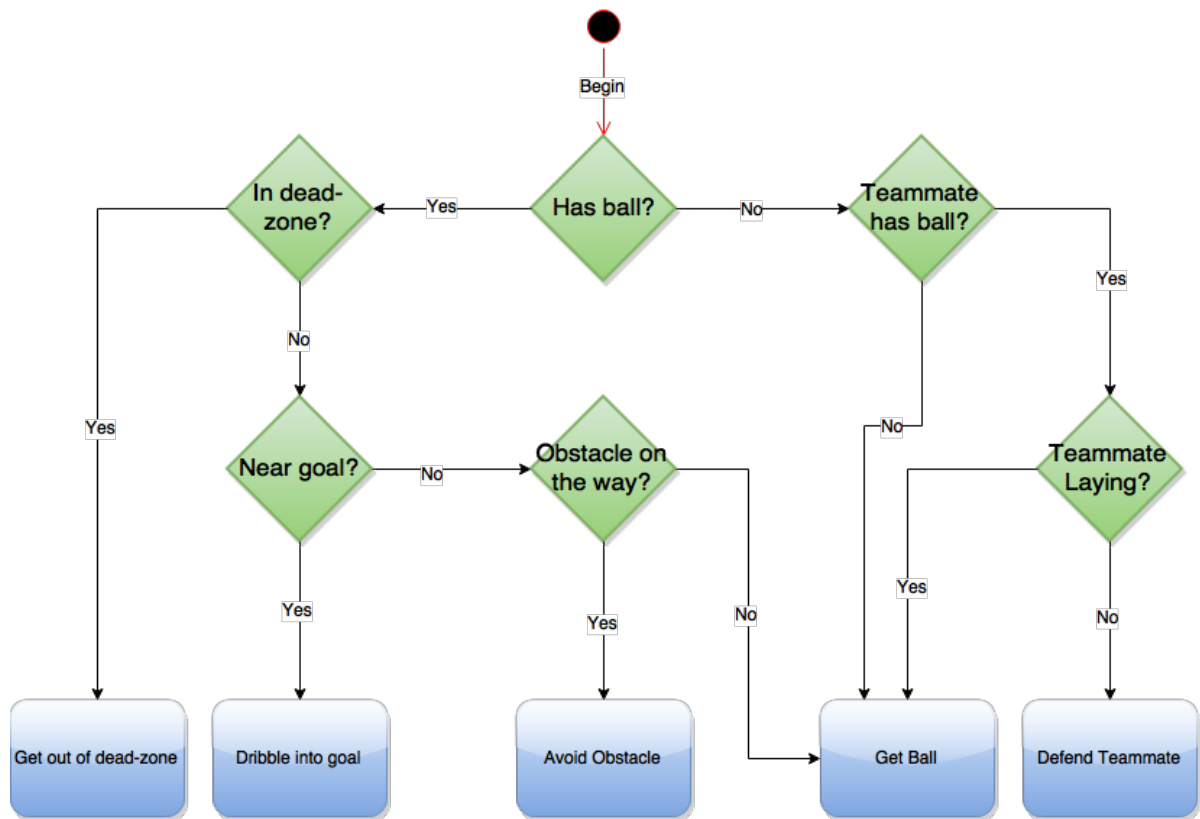 Begin
In dead-
zone?
Yes
Has ball?
No
Teammate
has ball?
Yes
No
Yes
No
Near goal?
No
Obstacle on
the way?
Teammate
Laying?
Yes
Yes
No
Yes
No
Get out of dead-zone
Dribble into goal
Avoid Obstacle
Get Ball
Defend Teammate